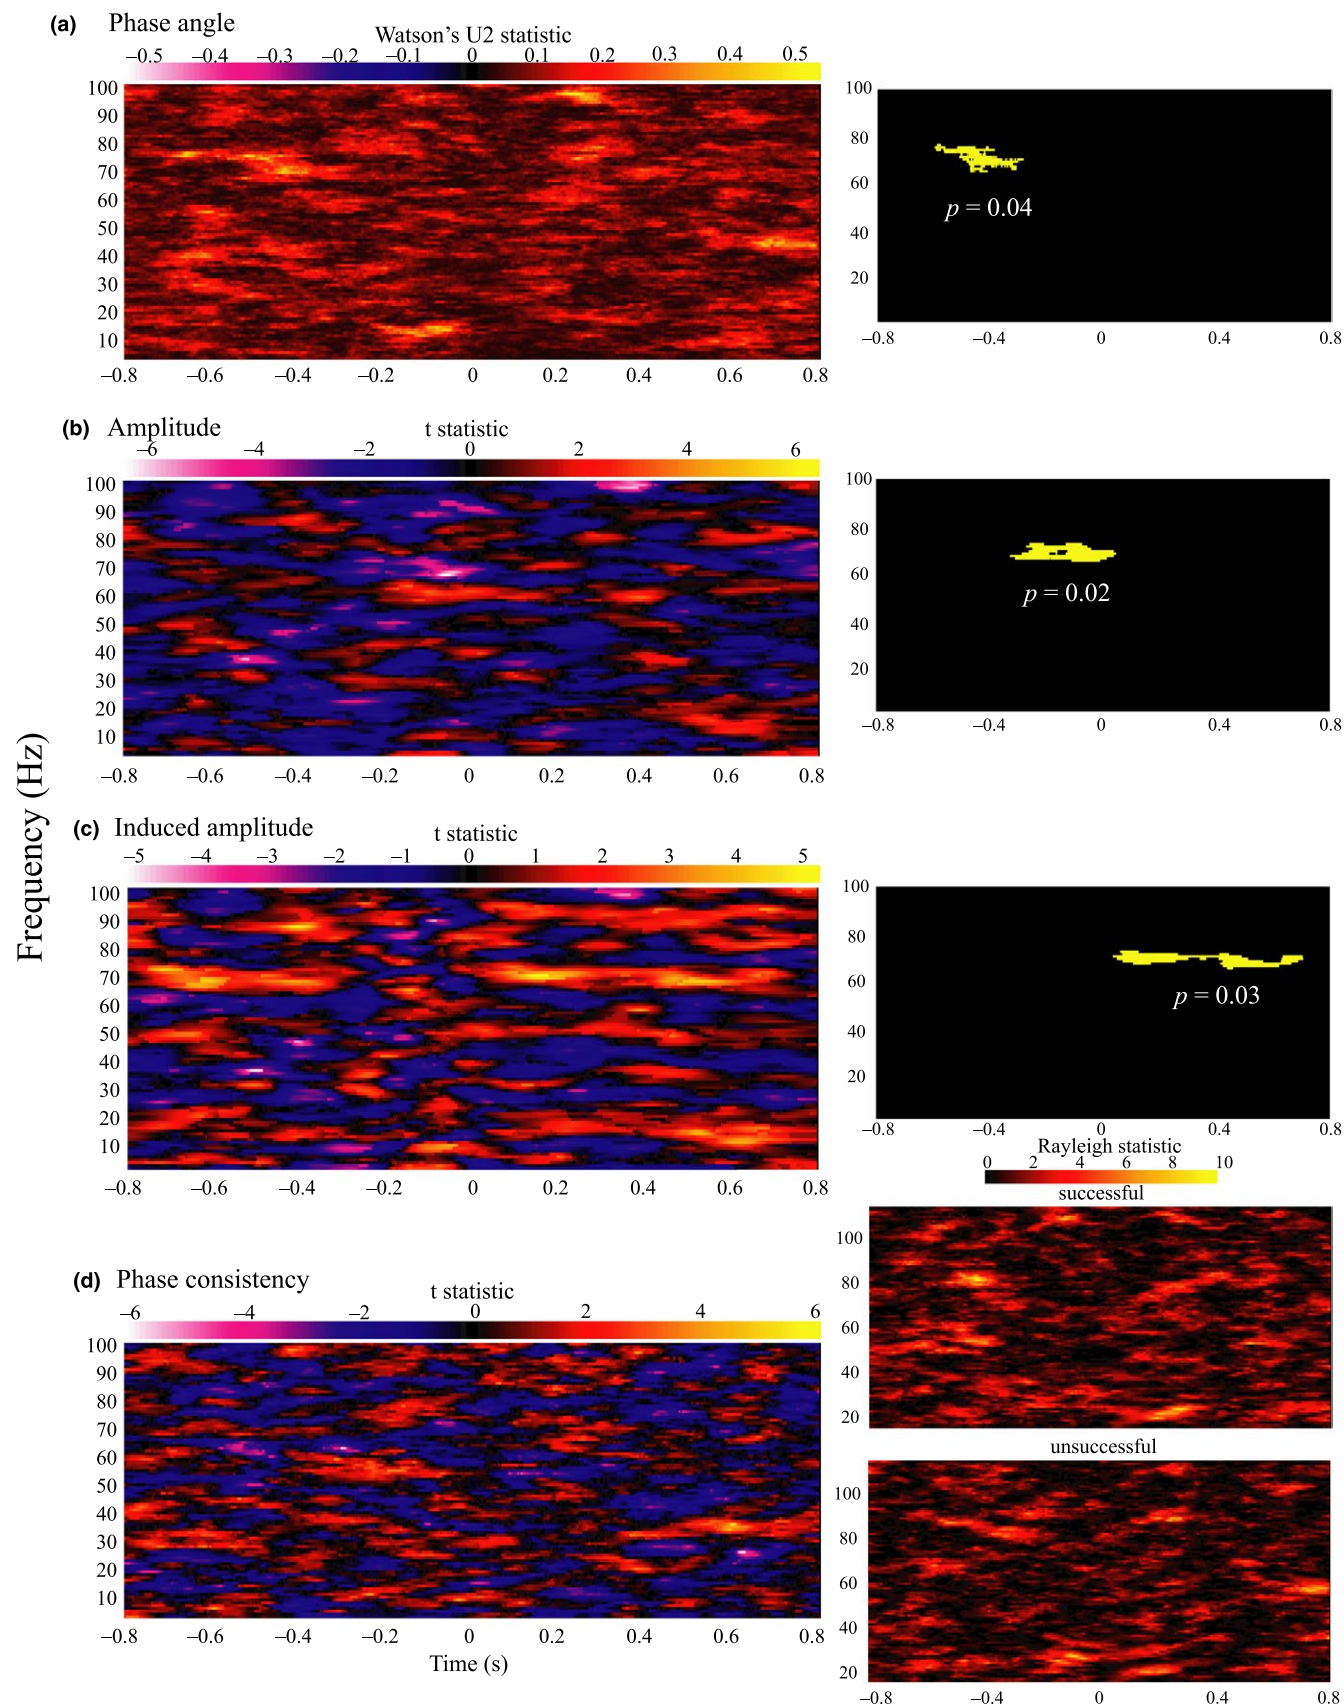 (a) Phase angle
Watson's U2 statistic
–0.5 –0.4 –0.3 –0.2 –0.1 0 0.1 0.2 0.3 0.4 0.5
100
90
80
70
60
50
40
30
20
10
–0.8 –0.6 –0.4 –0.2 0 0.2 0.4 0.6 0.8
100
80
60
40
20
p = 0.04
–0.8 –0.4 0 0.4 0.8
(b) Amplitude
t statistic
–6 –4 –2 0 2 4 6
100
90
80
70
60
50
40
30
20
10
–0.8 –0.6 –0.4 –0.2 0 0.2 0.4 0.6 0.8
100
80
60
40
20
p = 0.02
–0.8 –0.4 0 0.4 0.8
Frequency (Hz)
(c) Induced amplitude
t statistic
–5 –4 –3 –2 –1 0 1 2 3 4 5
100
90
80
70
60
50
40
30
20
10
–0.8 –0.6 –0.4 –0.2 0 0.2 0.4 0.6 0.8
100
80
60
40
20
p = 0.03
–0.8 –0.4 0 0.4 0.8
(d) Phase consistency
t statistic
–6 –4 –2 0 2 4 6
100
90
80
70
60
50
40
30
20
10
–0.8 –0.6 –0.4 –0.2 0 0.2 0.4 0.6 0.8
Time (s)
Rayleigh statistic
0 2 4 6 8 10
successful
100
80
60
40
20
unsuccessful
100
80
60
40
20
–0.8 –0.4 0 0.4 0.8